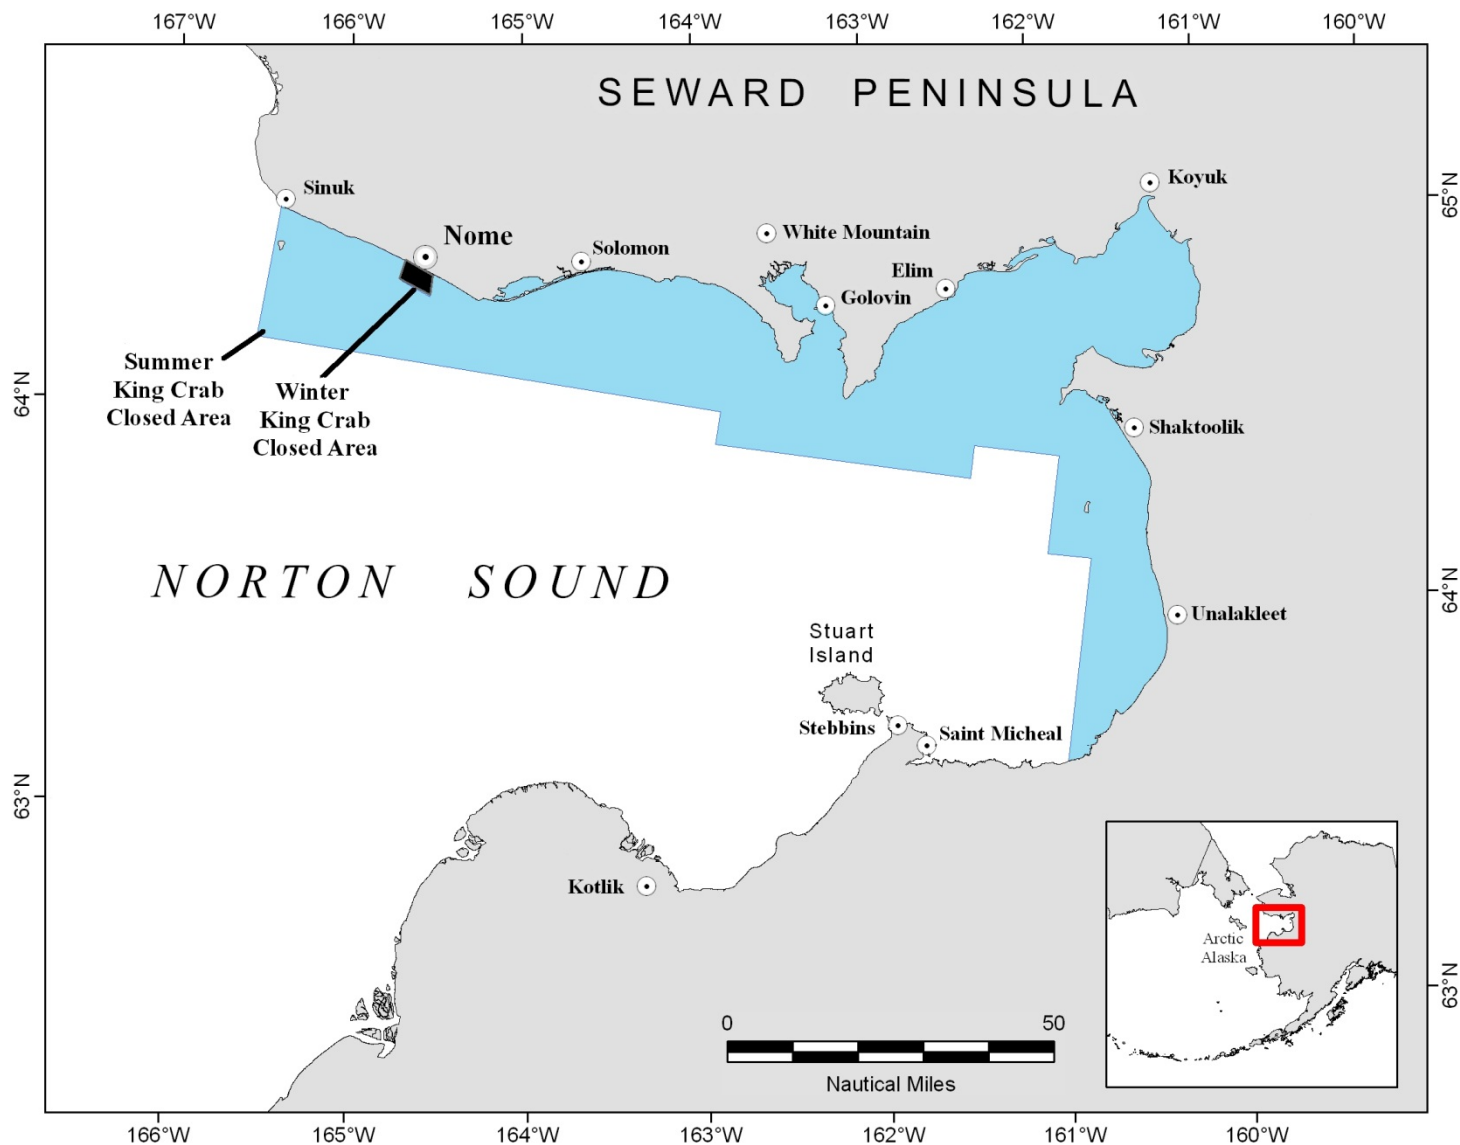 167°W 166°W 165°W 164°W 163°W 162°W 161°W 160°W
SEWARD PENINSULA
Koyuk
Sinuk
65°N
White Mountain
Nome
Solomon
Elim
Golovin
Summer
King Crab
Closed Area
Winter
King Crab
Closed Area
64°N
Shaktoolik
NORTON SOUND
64°N
Unalakleet
Stuart
Island
Stebbins
Saint Micheal
63°N
Kotlik
Arctic
Alaska
63°N
0 50
Nautical Miles
166°W 165°W 164°W 163°W 162°W 161°W 160°W